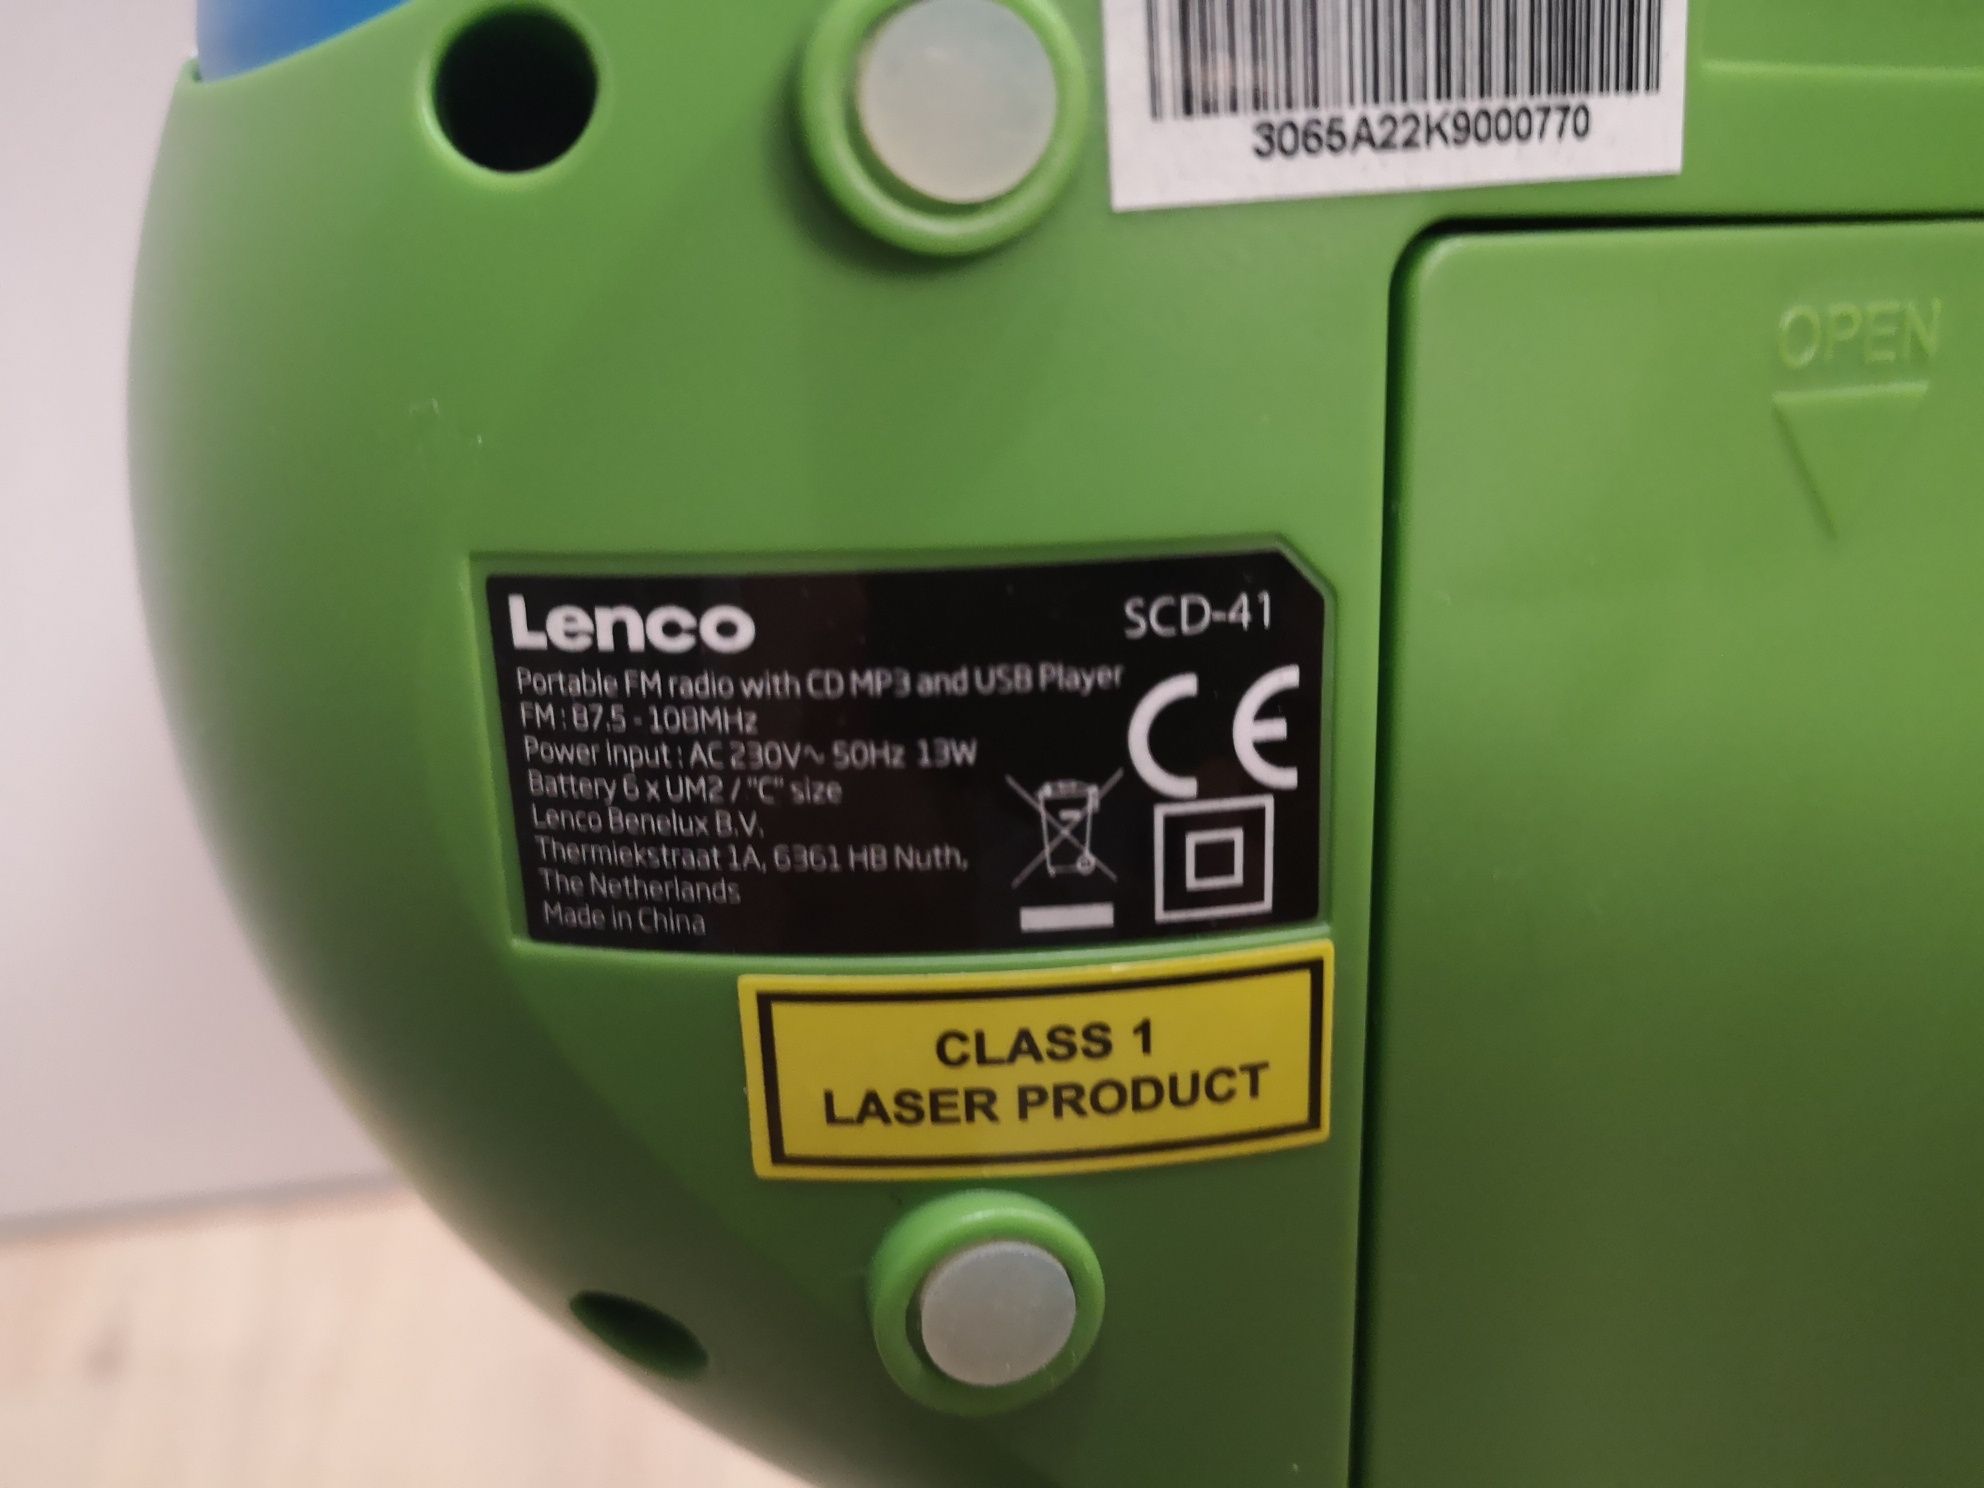 3065A22K9000770
OPEN
Lenco
SCD-41
Portable FM radio with CD MP3 and USB Player
FM : 87.5 - 108MHz
Power Input : AC 230V~ 50Hz 13W
Battery 6 x UM2 / "C" size
Lenco Benelux B.V.
Thermiekstraat 1A, 6361 HB Nuth,
The Netherlands
Made in China
CE
CLASS 1
LASER PRODUCT